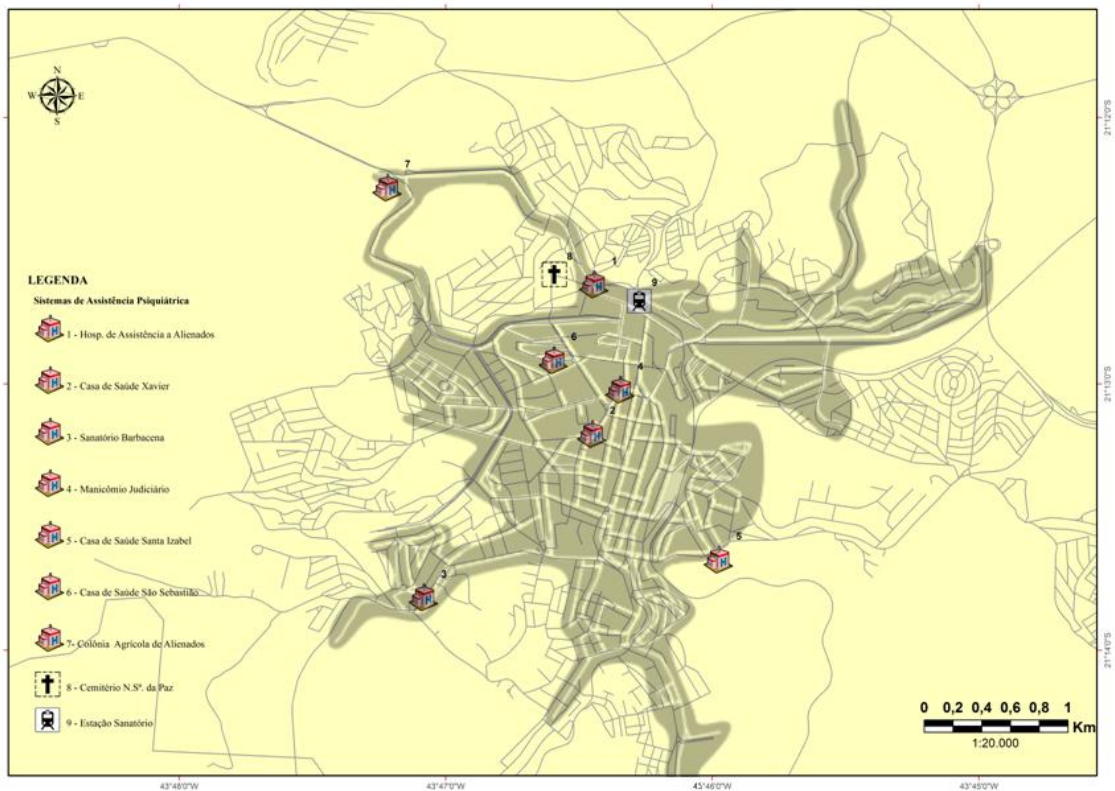 N
W E
S
7
8 1
9
6
4
2
5
3
LEGENDA
Sistemas de Assistência Psiquiátrica
1 - Hosp. de Assistência a Alienados
2 - Casa de Saúde Xavier
3 - Sanatório Barbacena
4 - Manicômio Judiciário
5 - Casa de Saúde Santa Izabel
6 - Casa de Saúde São Sebastião
7- Colônia Agrícola de Alienados
8 - Cemitério N.Sª. da Paz
9 - Estação Sanatório
H
H
H
H
H
H
H
H
H
H
H
H
H
H
0 0,2 0,4 0,6 0,8 1
Km
1:20.000
21°12'0"S
21°13'0"S
21°14'0"S
43°48'0"W 43°47'0"W 45°46'0"W 43°45'0"W